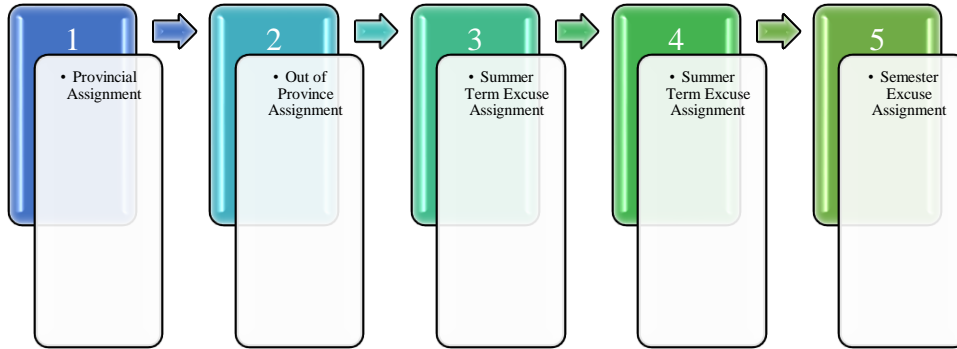 1
• Provincial
Assignment
2
• Out of
Province
Assignment
3
• Summer
Term Excuse
Assignment
4
• Summer
Term Excuse
Assignment
5
• Semester
Excuse
Assignment